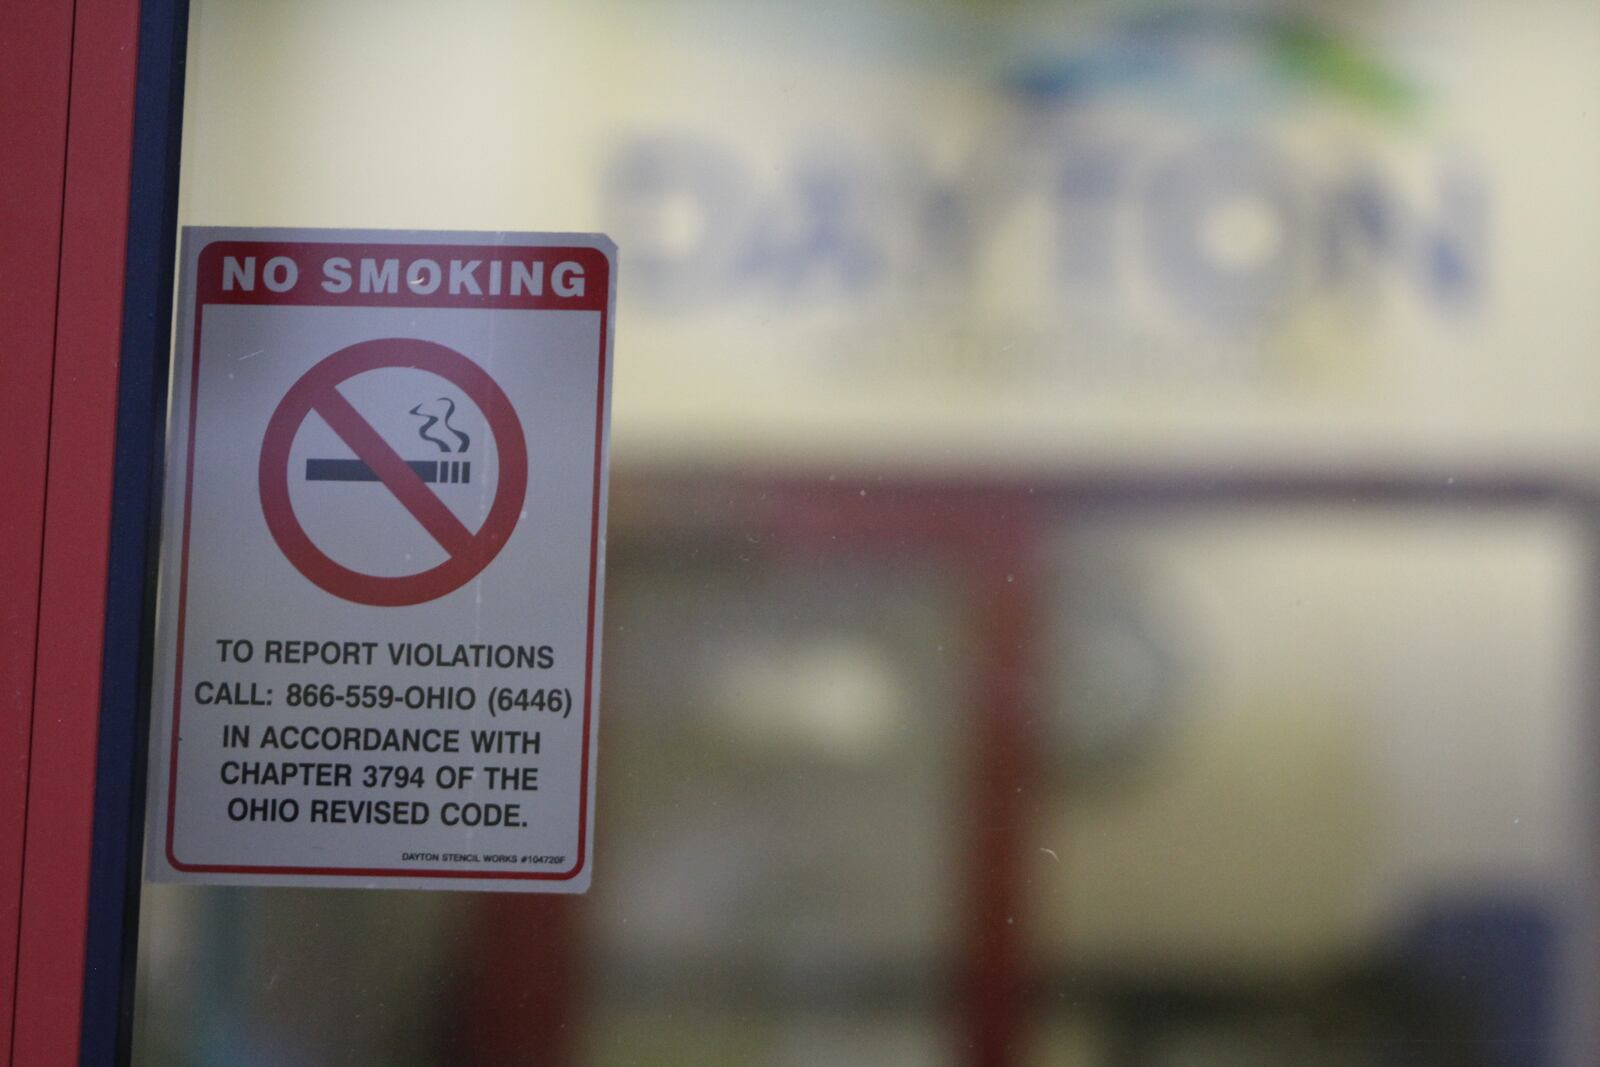 DAYTON
NO SMOKING
TO REPORT VIOLATIONS
CALL: 866-559-OHIO (6446)
IN ACCORDANCE WITH
CHAPTER 3794 OF THE
OHIO REVISED CODE.
DAYTON STENCIL WORKS #104720F